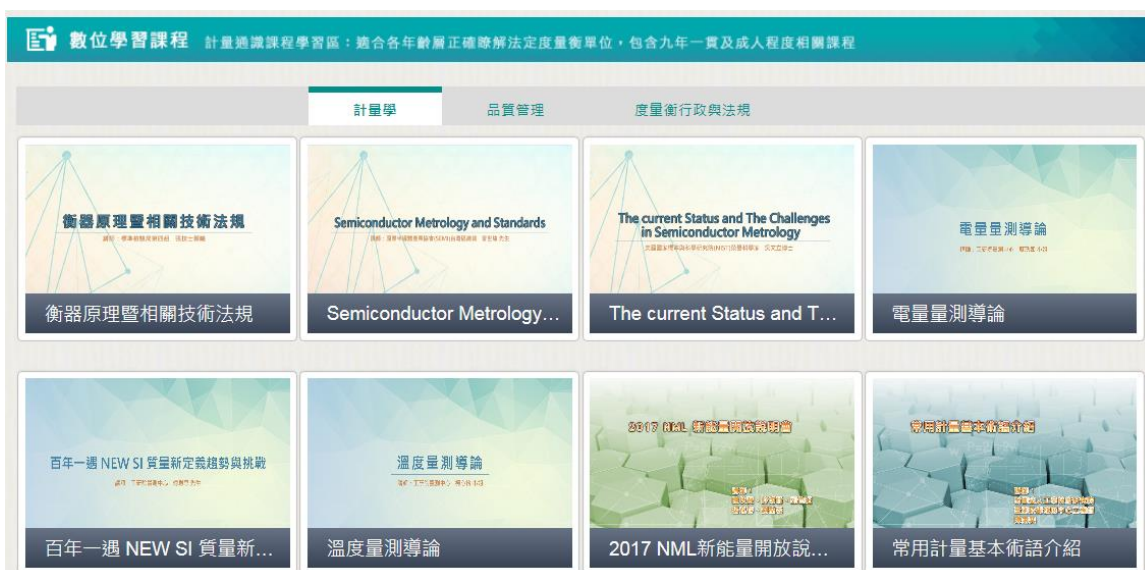 數位學習課程 計量通識課程學習區：適合各年齡層正確瞭解法定度量衡單位，包含九年一貫及成人程度相關課程
計量學 品質管理 度量衡行政與法規
衡器原理暨相關技術法規
Semiconductor Metrology and Standards
The current Status and The Challenges
in Semiconductor Metrology
電量量測導論
衡器原理暨相關技術法規
Semiconductor Metrology...
The current Status and T...
電量量測導論
百年一遇 NEW SI 質量新定義趨勢與挑戰
溫度量測導論
2017 NML 新能量開放說明會
常用計量基本術語介紹
百年一遇 NEW SI 質量新...
溫度量測導論
2017 NML新能量開放說...
常用計量基本術語介紹